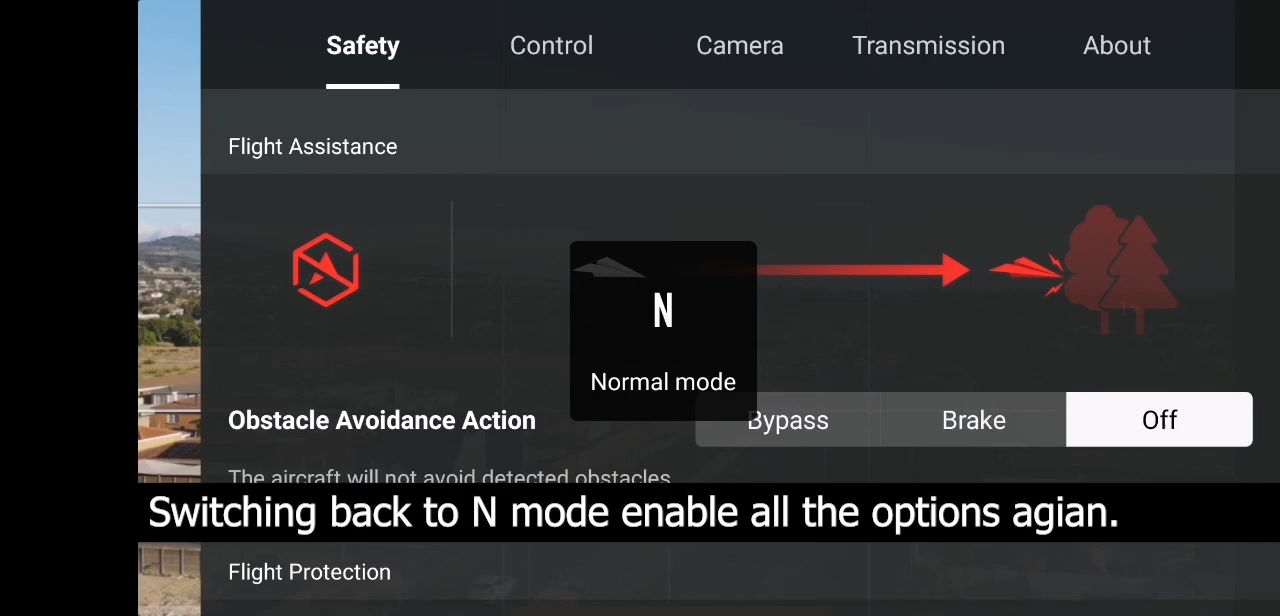 Safety Control Camera Transmission About
Flight Assistance
N
Normal mode
Obstacle Avoidance Action Bypass Brake Off
The aircraft will not avoid detected obstacles
Switching back to N mode enable all the options agian.
Flight Protection